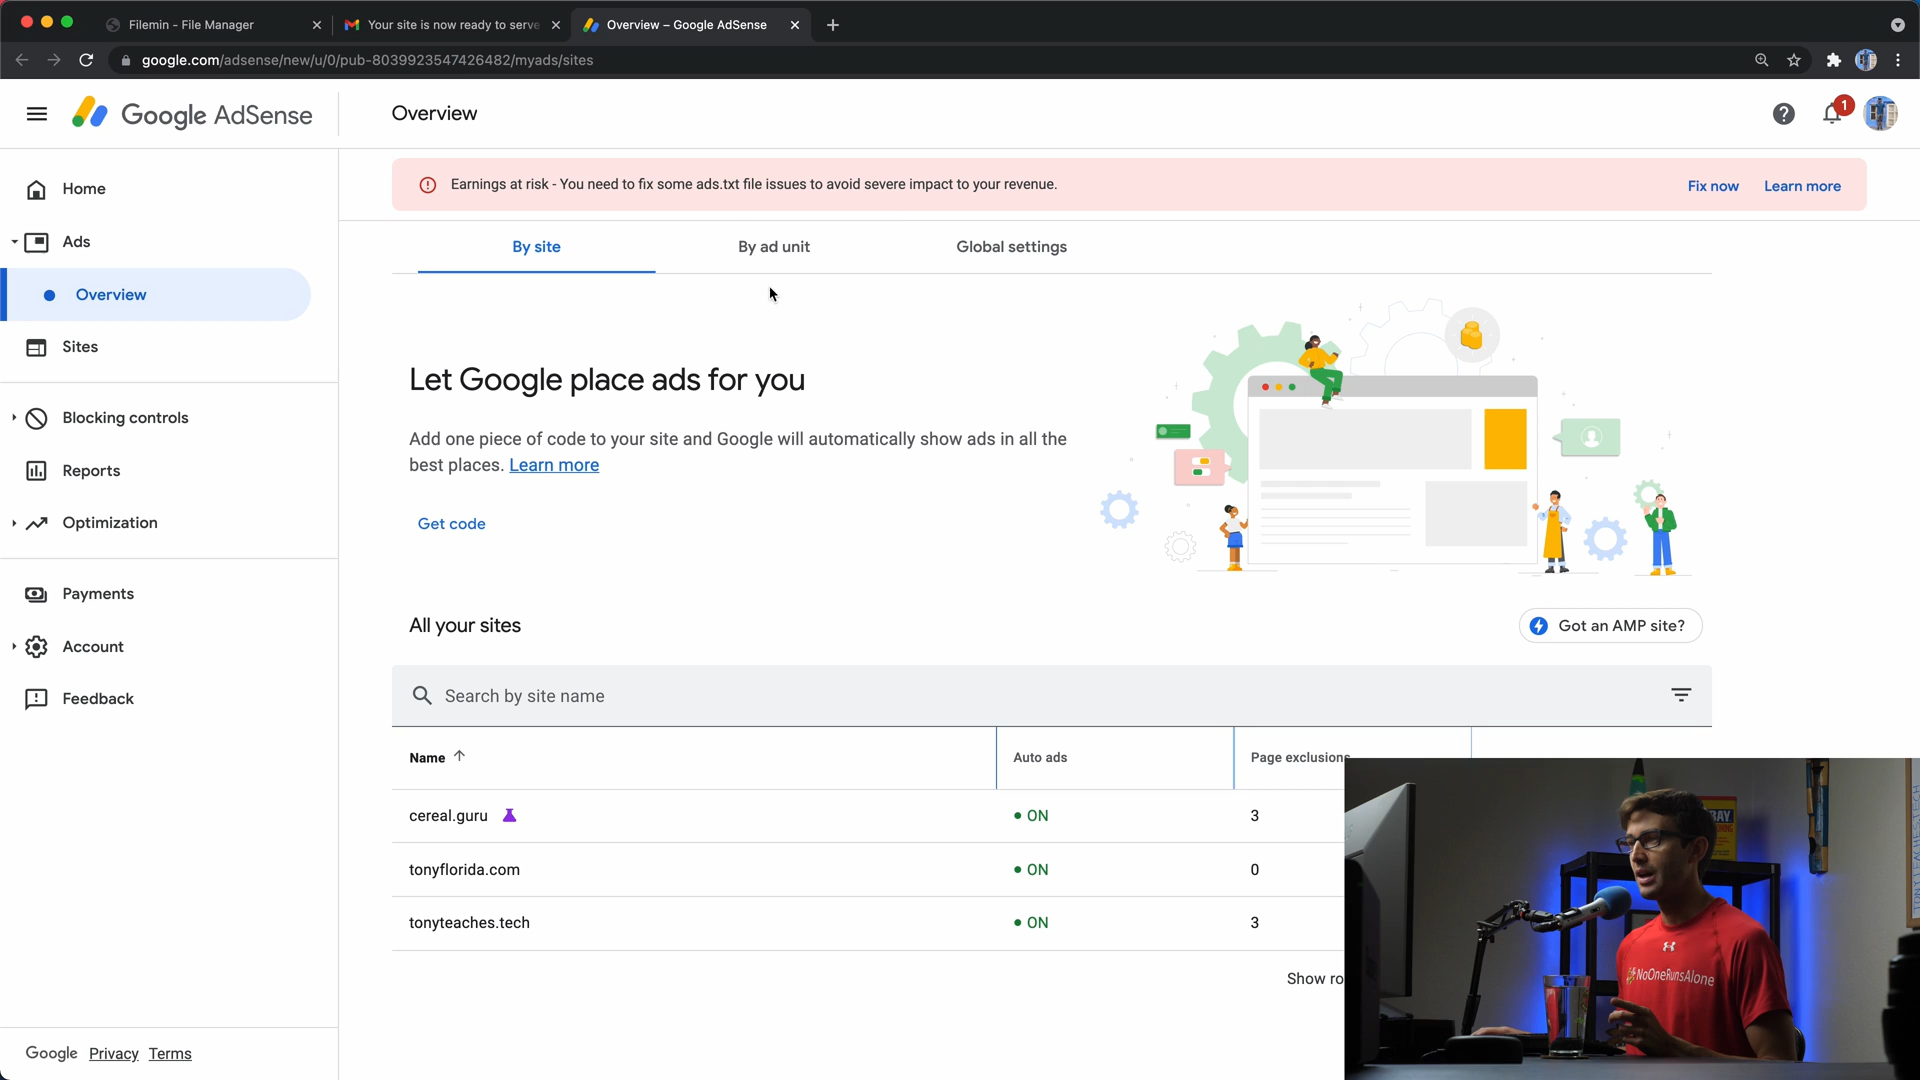 Filemin - File Manager
Your site is now ready to serve
Overview – Google AdSense
google.com/adsense/new/u/0/pub-8039923547426482/myads/sites
Google AdSense
Overview
1
Home
Ads
Overview
Sites
Blocking controls
Reports
Optimization
Payments
Account
Feedback
Google Privacy Terms
Earnings at risk - You need to fix some ads.txt file issues to avoid severe impact to your revenue.
Fix now Learn more
By site By ad unit Global settings
Let Google place ads for you
Add one piece of code to your site and Google will automatically show ads in all the
best places. Learn more
Get code
All your sites
Got an AMP site?
Search by site name
Name Auto ads Page exclusions
cereal.guru ON 3
tonyflorida.com ON 0
tonyteaches.tech ON 3
Show ro
BAY
NoOneRunsAlone